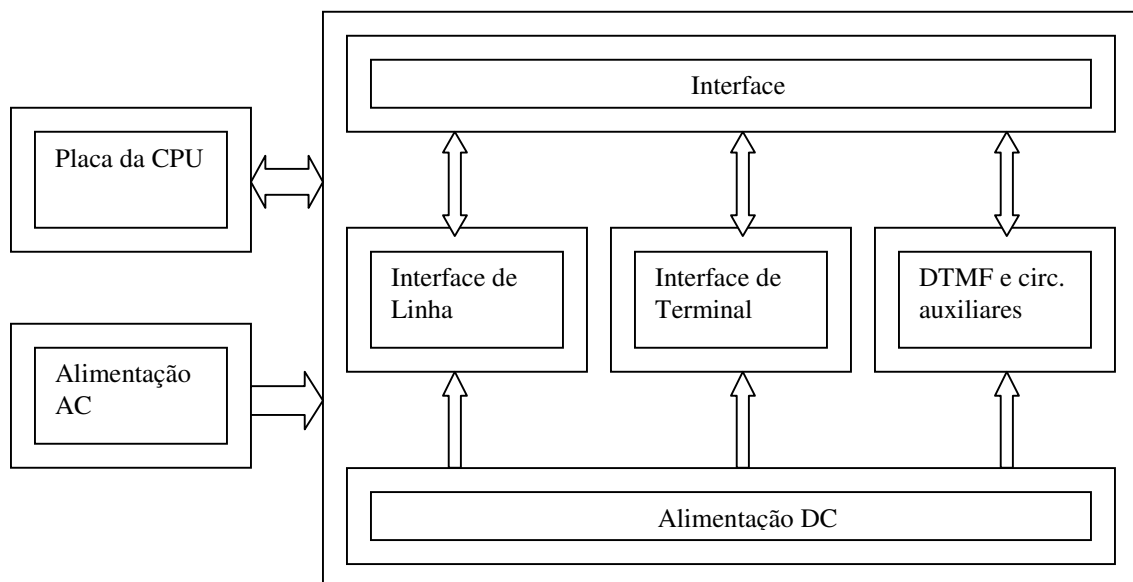 Interface
Placa da CPU
Interface de
Linha
Interface de
Terminal
DTMF e circ.
auxiliares
Alimentação
AC
Alimentação DC